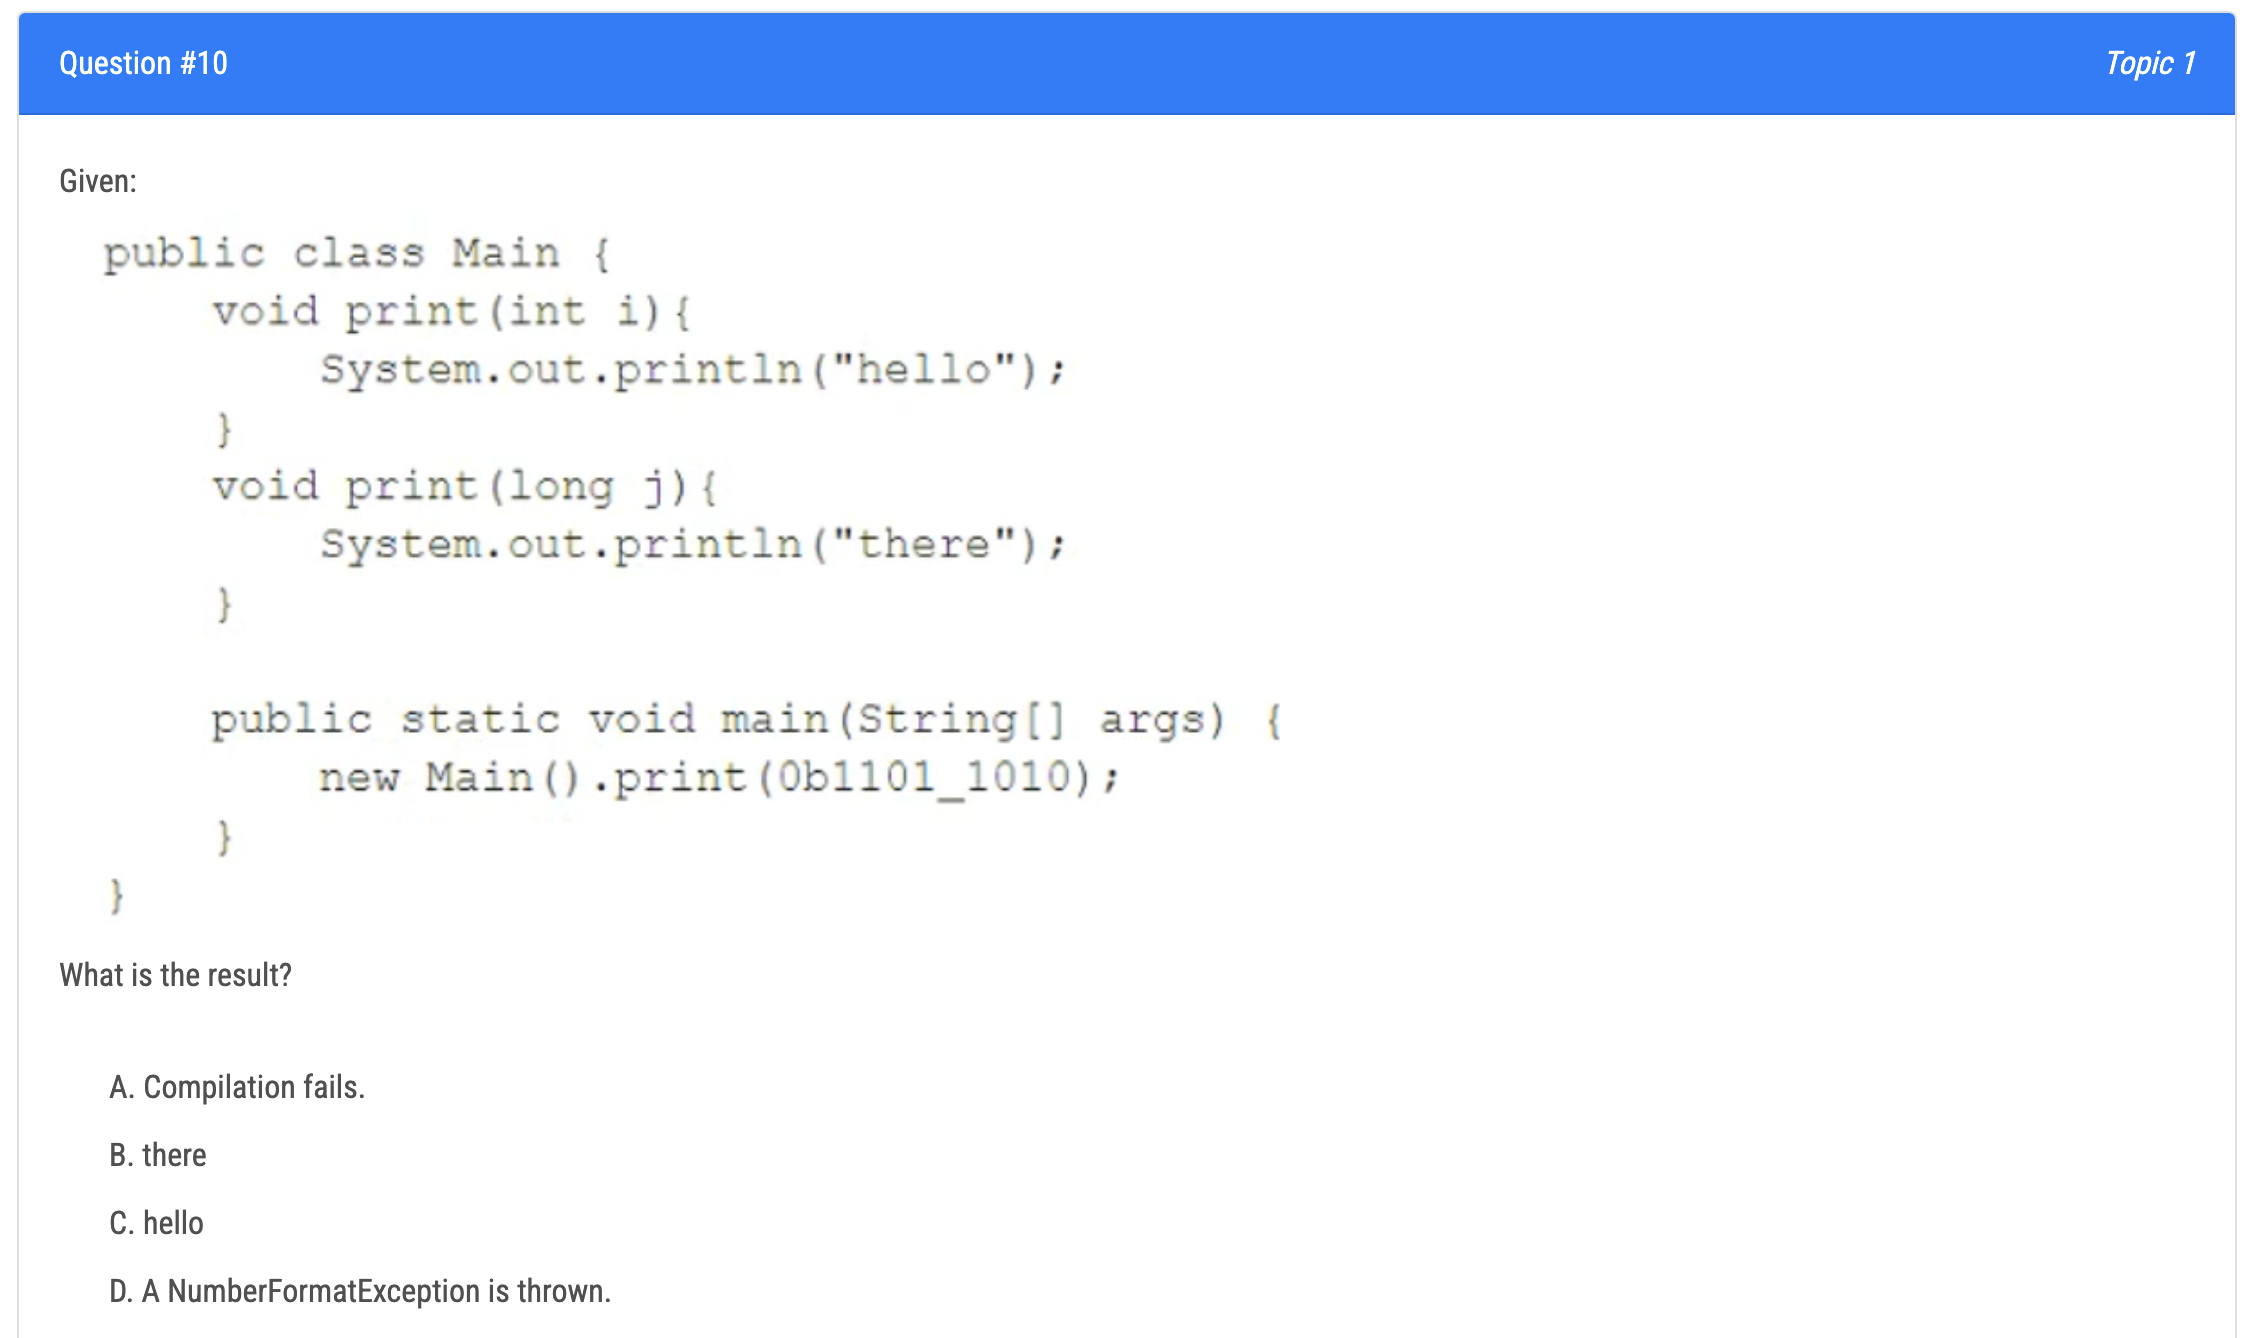 Question #10
Topic 1
Given:
public class Main {
void print(int i){
System.out.println("hello");
}
void print(long j){
System.out.println("there");
}
public static void main(String[] args) {
new Main().print(0b1101_1010);
}
}
What is the result?
A. Compilation fails.
B. there
C. hello
D. A NumberFormatException is thrown.